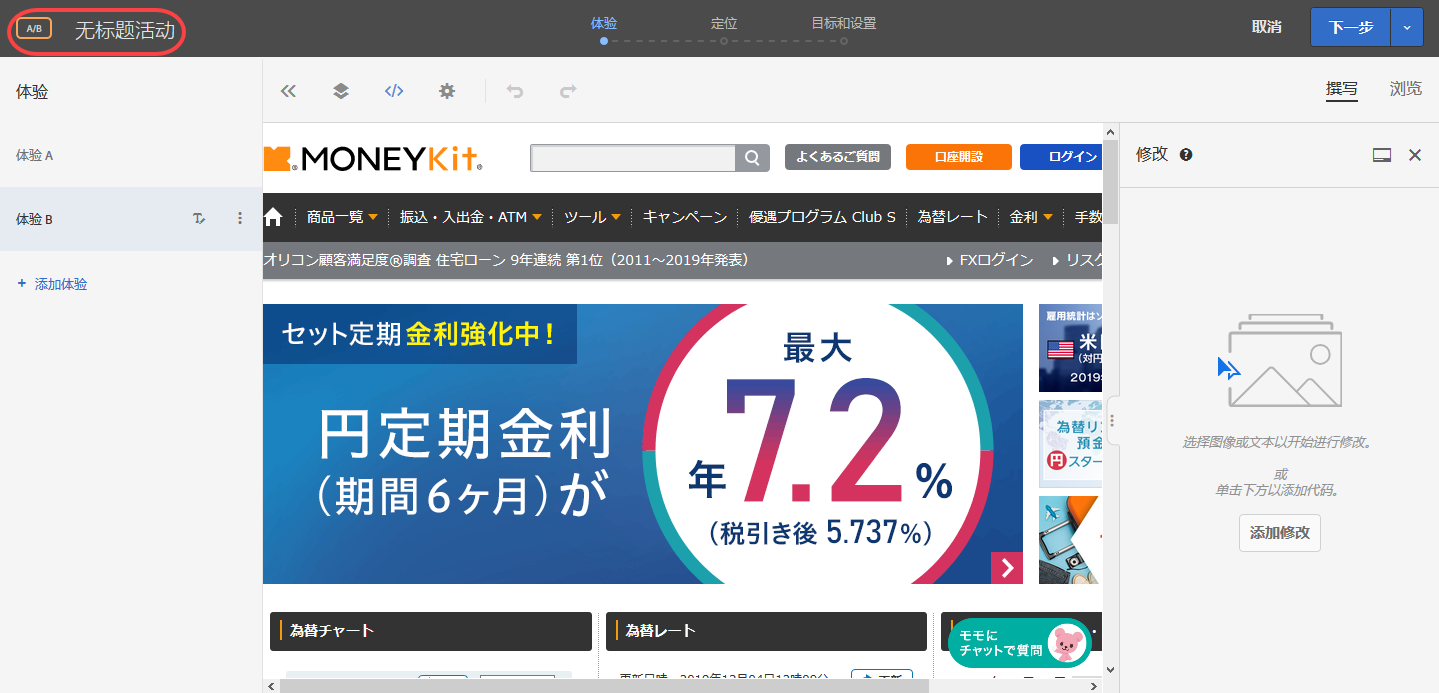 A/B 无标题活动
体验 定位 目标和设置
取消 下一步
体验
撰写 浏览
体验 A
体验 B
+ 添加体验
MONEYKit
よくあるご質問 口座開設 ログイン
商品一覧 振込・入出金・ATM ツール キャンペーン 優遇プログラム Club S 為替レート 金利 手数
オリコン顧客満足度®調査 住宅ローン 9年連続 第1位（2011～2019年発表） FXログイン リスク
セット定期 金利強化中！
円定期金利
（期間6ヶ月）が
最大
年7.2%
（税引き後 5.737%）
雇用統計は
米
（対円
2019
為替リ
預金
円スター
為替チャート
為替レート
モモに
チャットで質問
修改
选择图像或文本以开始进行修改。
或
单击下方以添加代码。
添加修改